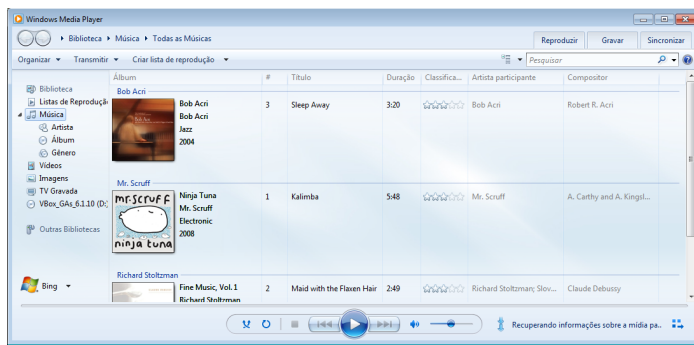 Windows Media Player
Biblioteca ▸ Música ▸ Todas as Músicas
Reproduzir Gravar Sincronizar
Organizar Transmitir Criar lista de reprodução Pesquisar
Álbum # Título Duração Classifica... Artista participante Compositor
Biblioteca
Listas de Reproduçã
Música
Artista
Álbum
Gênero
Vídeos
Imagens
TV Gravada
VBox_GAs_6.1.10 (D:)
Outras Bibliotecas
Bing
Bob Acri
Bob Acri 3 Sleep Away 3:20 Bob Acri Robert R. Acri
Bob Acri
Jazz
2004
Mr. Scruff
mr.scruff
ninja tuna
Ninja Tuna 1 Kalimba 5:48 Mr. Scruff A. Carthy and A. Kingsl...
Mr. Scruff
Electronic
2008
Richard Stoltzman
Fine Music, Vol. 1 2 Maid with the Flaxen Hair 2:49 Richard Stoltzman; Slov... Claude Debussy
Richard Stoltzman
Recuperando informações sobre a mídia pa..